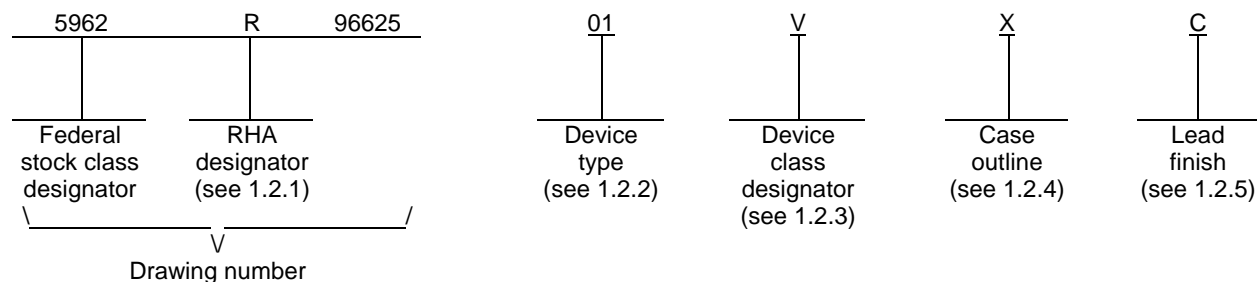 5962 R 96625 01 V X C
Federal stock class designator
RHA designator (see 1.2.1)
Device type (see 1.2.2)
Device class designator (see 1.2.3)
Case outline (see 1.2.4)
Lead finish (see 1.2.5)
\ /
\/
Drawing number